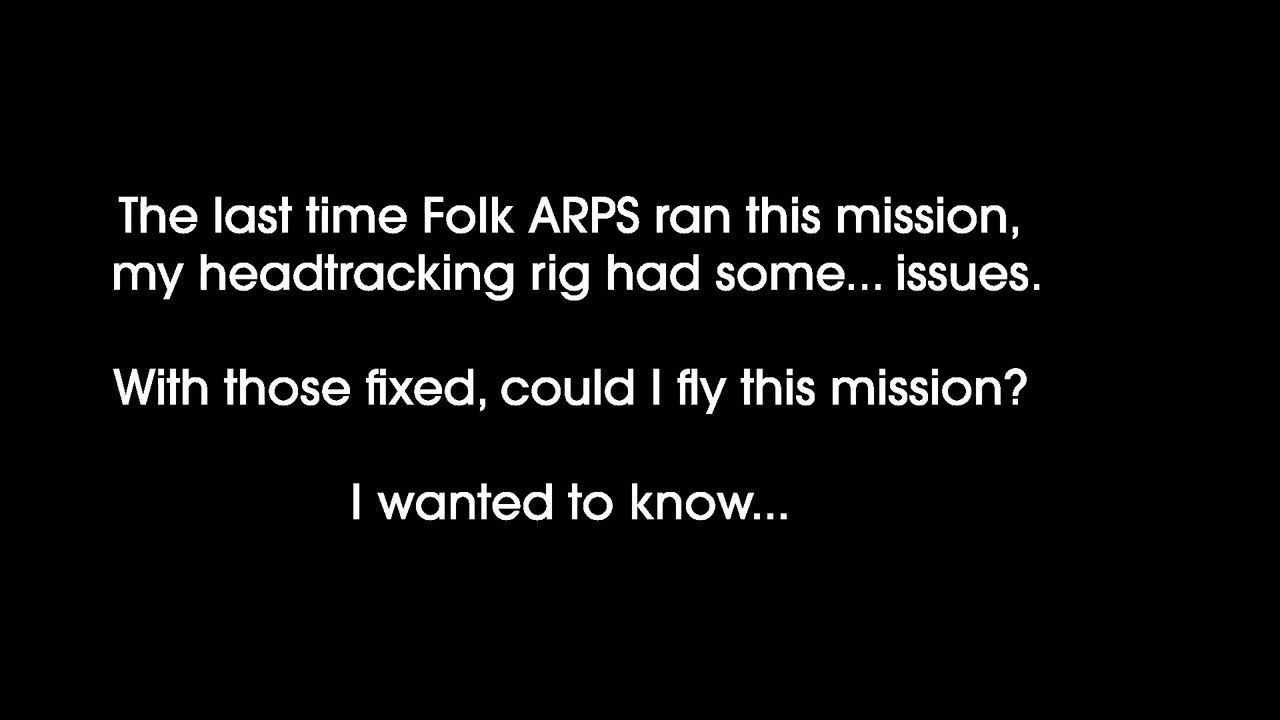 The last time Folk ARPS ran this mission,
my headtracking rig had some... issues.
With those fixed, could I fly this mission?
I wanted to know...